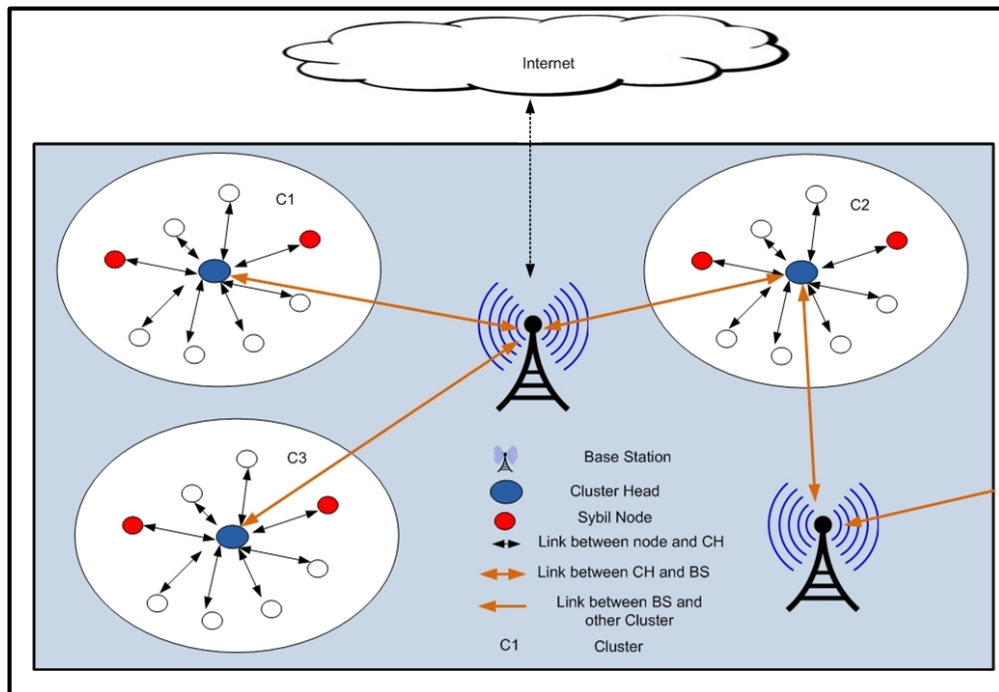 Internet
C1
C2
C3
Base Station
Cluster Head
Sybil Node
Link between node and CH
Link between CH and BS
Link between BS and
other Cluster
C1
Cluster